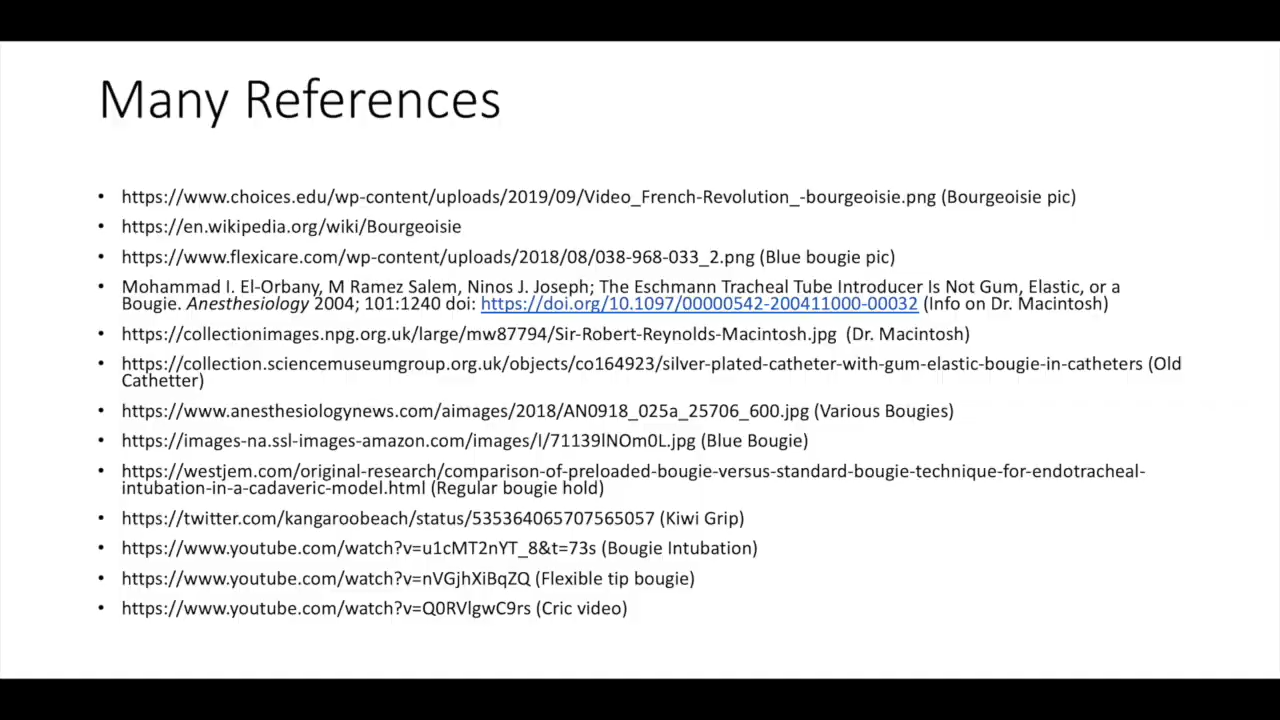 Many References
• https://www.choices.edu/wp-content/uploads/2019/09/Video_French-Revolution_-bourgeoisie.png (Bourgeoisie pic)
• https://en.wikipedia.org/wiki/Bourgeoisie
• https://www.flexicare.com/wp-content/uploads/2018/08/038-968-033_2.png (Blue bougie pic)
• Mohammad I. El-Orbany, M Ramez Salem, Ninos J. Joseph; The Eschmann Tracheal Tube Introducer Is Not Gum, Elastic, or a
Bougie. Anesthesiology 2004; 101:1240 doi: https://doi.org/10.1097/00000542-200411000-00032 (Info on Dr. Macintosh)
• https://collectionimages.npg.org.uk/large/mw87794/Sir-Robert-Reynolds-Macintosh.jpg (Dr. Macintosh)
• https://collection.sciencemuseumgroup.org.uk/objects/co164923/silver-plated-catheter-with-gum-elastic-bougie-in-catheters (Old
Cathetter)
• https://www.anesthesiologynews.com/aimages/2018/AN0918_025a_25706_600.jpg (Various Bougies)
• https://images-na.ssl-images-amazon.com/images/I/71139lNOm0L.jpg (Blue Bougie)
• https://westjem.com/original-research/comparison-of-preloaded-bougie-versus-standard-bougie-technique-for-endotracheal-
intubation-in-a-cadaveric-model.html (Regular bougie hold)
• https://twitter.com/kangaroobeach/status/535364065707565057 (Kiwi Grip)
• https://www.youtube.com/watch?v=u1cMT2nYT_8&t=73s (Bougie Intubation)
• https://www.youtube.com/watch?v=nVGjhXiBqZQ (Flexible tip bougie)
• https://www.youtube.com/watch?v=Q0RVlgwC9rs (Cric video)